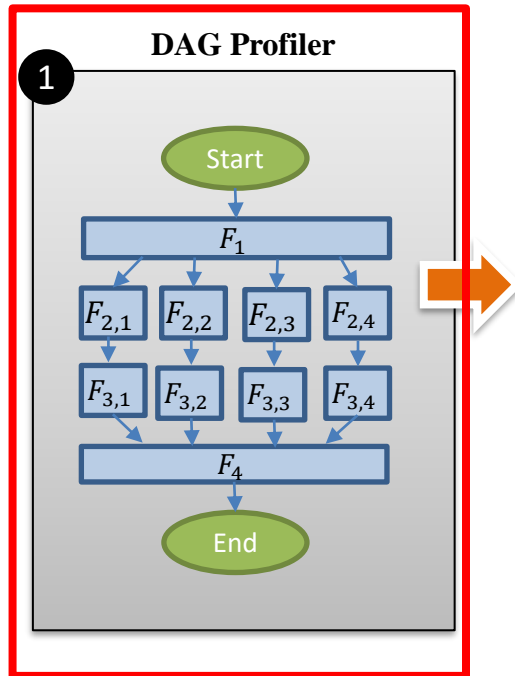 DAG Profiler
1
Start
F₁
F₂,₁ F₂,₂ F₂,₃ F₂,₄
F₃,₁ F₃,₂ F₃,₃ F₃,₄
F₄
End